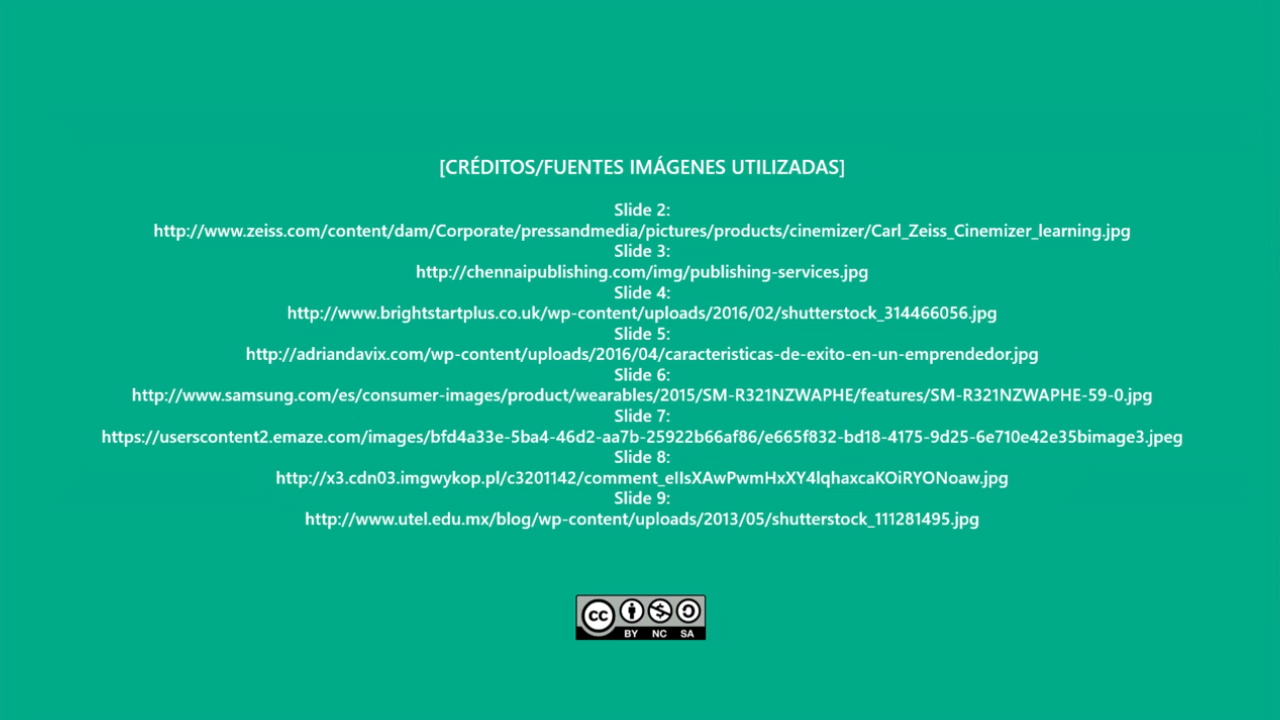 [CRÉDITOS/FUENTES IMÁGENES UTILIZADAS]
Slide 2:
http://www.zeiss.com/content/dam/Corporate/pressandmedia/pictures/products/cinemizer/Carl_Zeiss_Cinemizer_learning.jpg
Slide 3:
http://chennaipublishing.com/img/publishing-services.jpg
Slide 4:
http://www.brightstartplus.co.uk/wp-content/uploads/2016/02/shutterstock_314466056.jpg
Slide 5:
http://adriandavix.com/wp-content/uploads/2016/04/caracteristicas-de-exito-en-un-emprendedor.jpg
Slide 6:
http://www.samsung.com/es/consumer-images/product/wearables/2015/SM-R321NZWAPHE/features/SM-R321NZWAPHE-59-0.jpg
Slide 7:
https://userscontent2.emaze.com/images/bfd4a33e-5ba4-46d2-aa7b-25922b66af86/e665f832-bd18-4175-9d25-6e710e42e35bimage3.jpeg
Slide 8:
http://x3.cdn03.imgwykop.pl/c3201142/comment_eIIsXAwPwmHxXY4lqhaxcaKOiRYONoaw.jpg
Slide 9:
http://www.utel.edu.mx/blog/wp-content/uploads/2013/05/shutterstock_111281495.jpg
cc BY NC SA